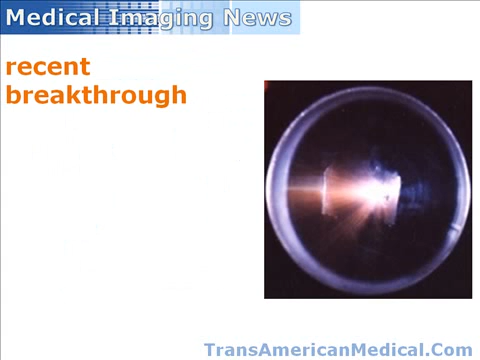 Medical Imaging News
recent
breakthrough
TransAmericanMedical.Com